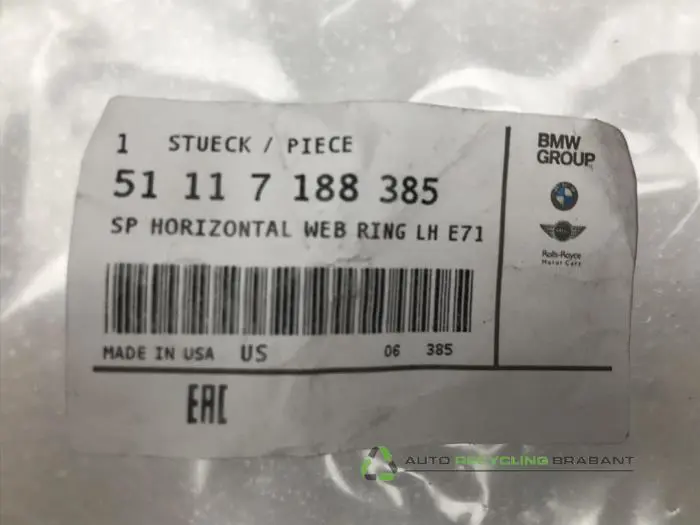 1 STUECK / PIECE
51 11 7 188 385
SP HORIZONTAL WEB RING LH E71
MADE IN USA US 06 385
EAC
BMW
GROUP
Rolls-Royce
Motor Cars
AUTO RECYCLING BRABANT